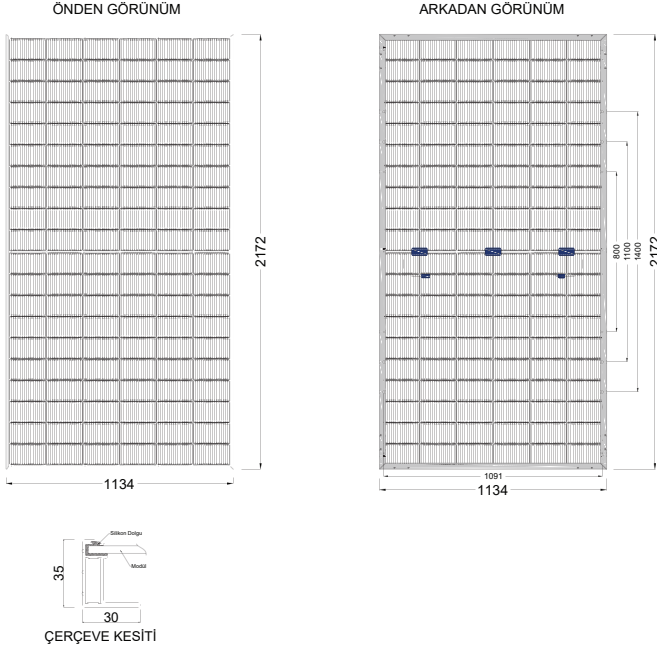 ÖNDEN GÖRÜNÜM
2172
1134
ARKADAN GÖRÜNÜM
800
1100
1400
2172
1091
1134
Silikon Dolgu
Modül
35
30
ÇERÇEVE KESİTİ